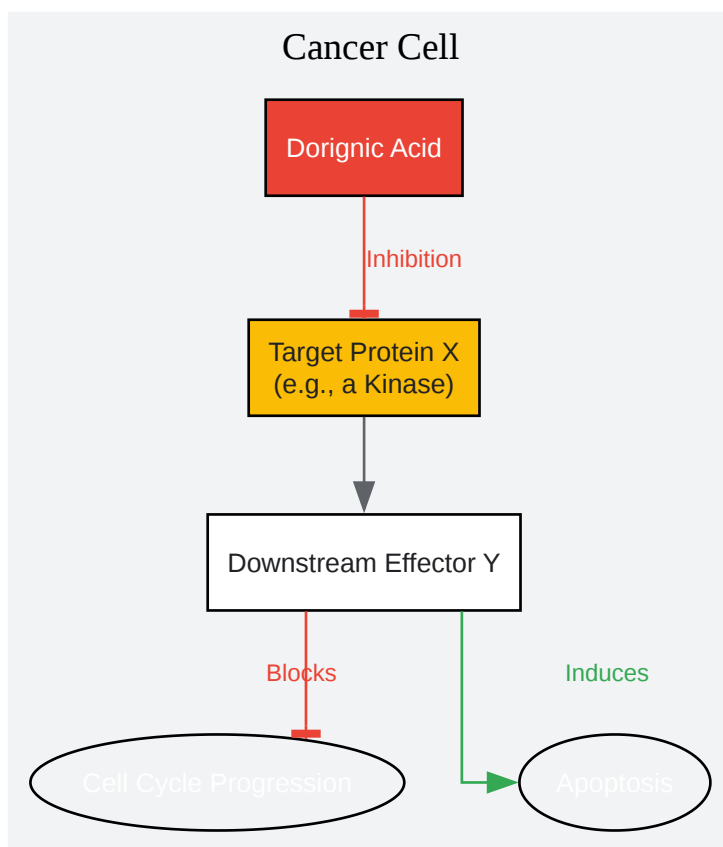 Cancer Cell
Dorignic Acid
Inhibition
Target Protein X
(e.g., a Kinase)
Downstream Effector Y
Blocks
Induces
Cell Cycle Progression
Apoptosis